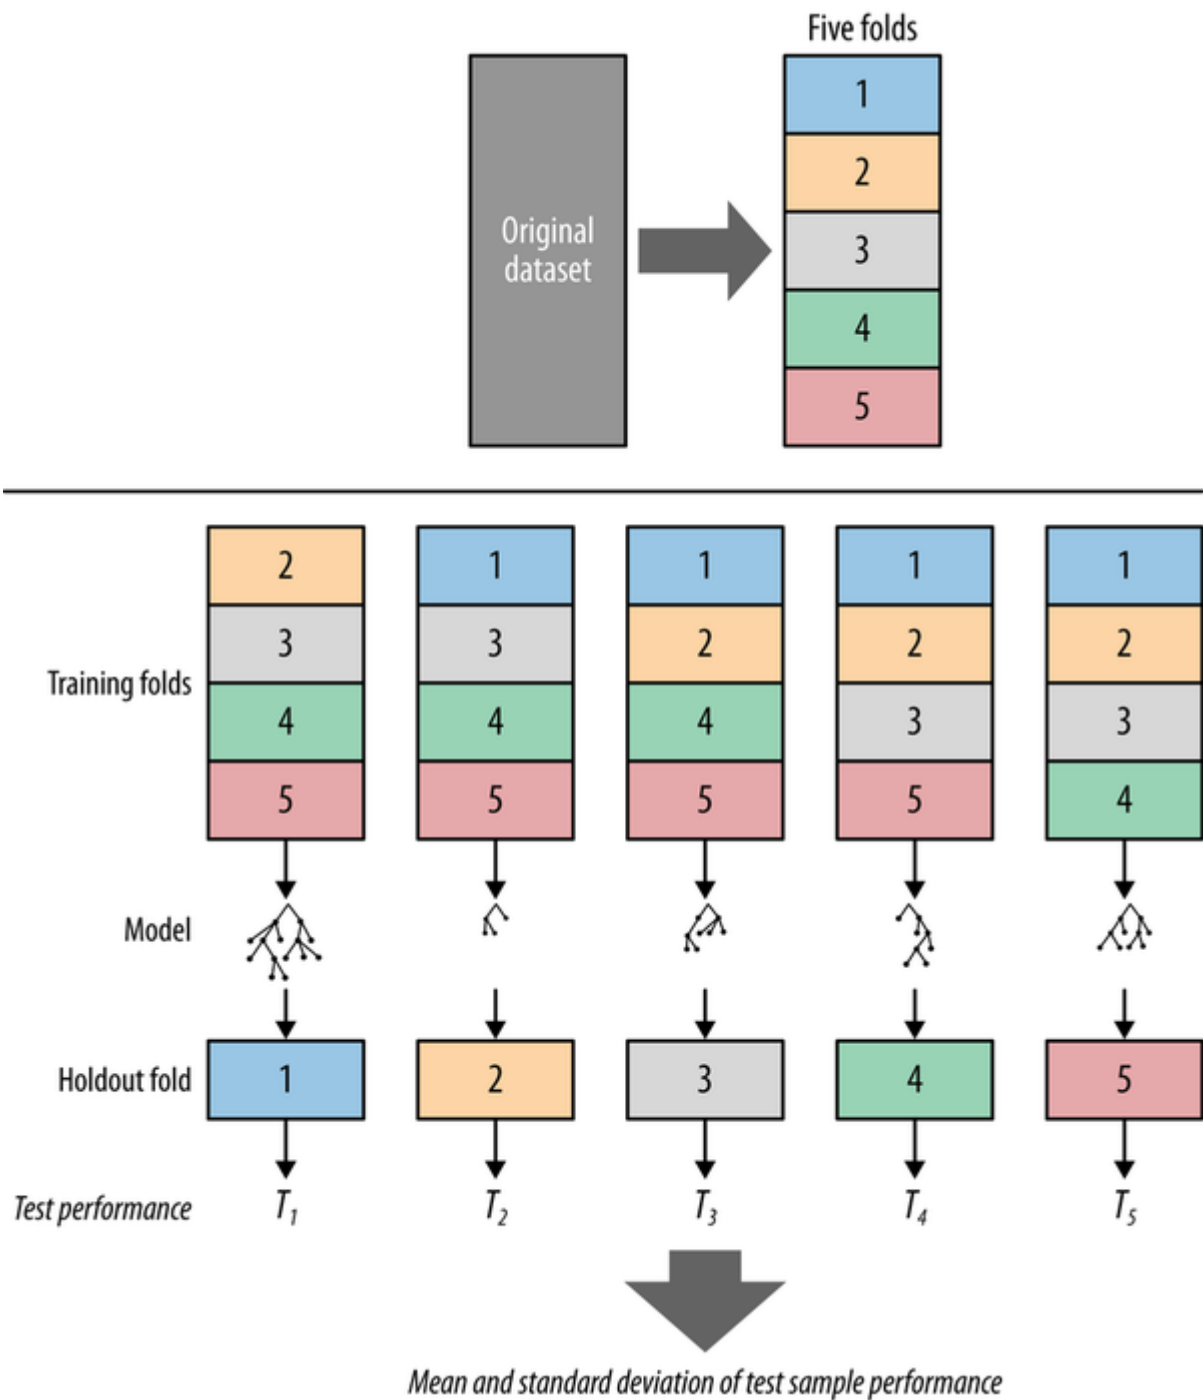 Five folds
1
2
Original
dataset
3
4
5
2 1 1 1 1
3 3 2 2 2
Training folds
4 4 4 3 3
5 5 5 5 4
Model
Holdout fold 1 2 3 4 5
Test performance T₁ T₂ T₃ T₄ T₅
Mean and standard deviation of test sample performance